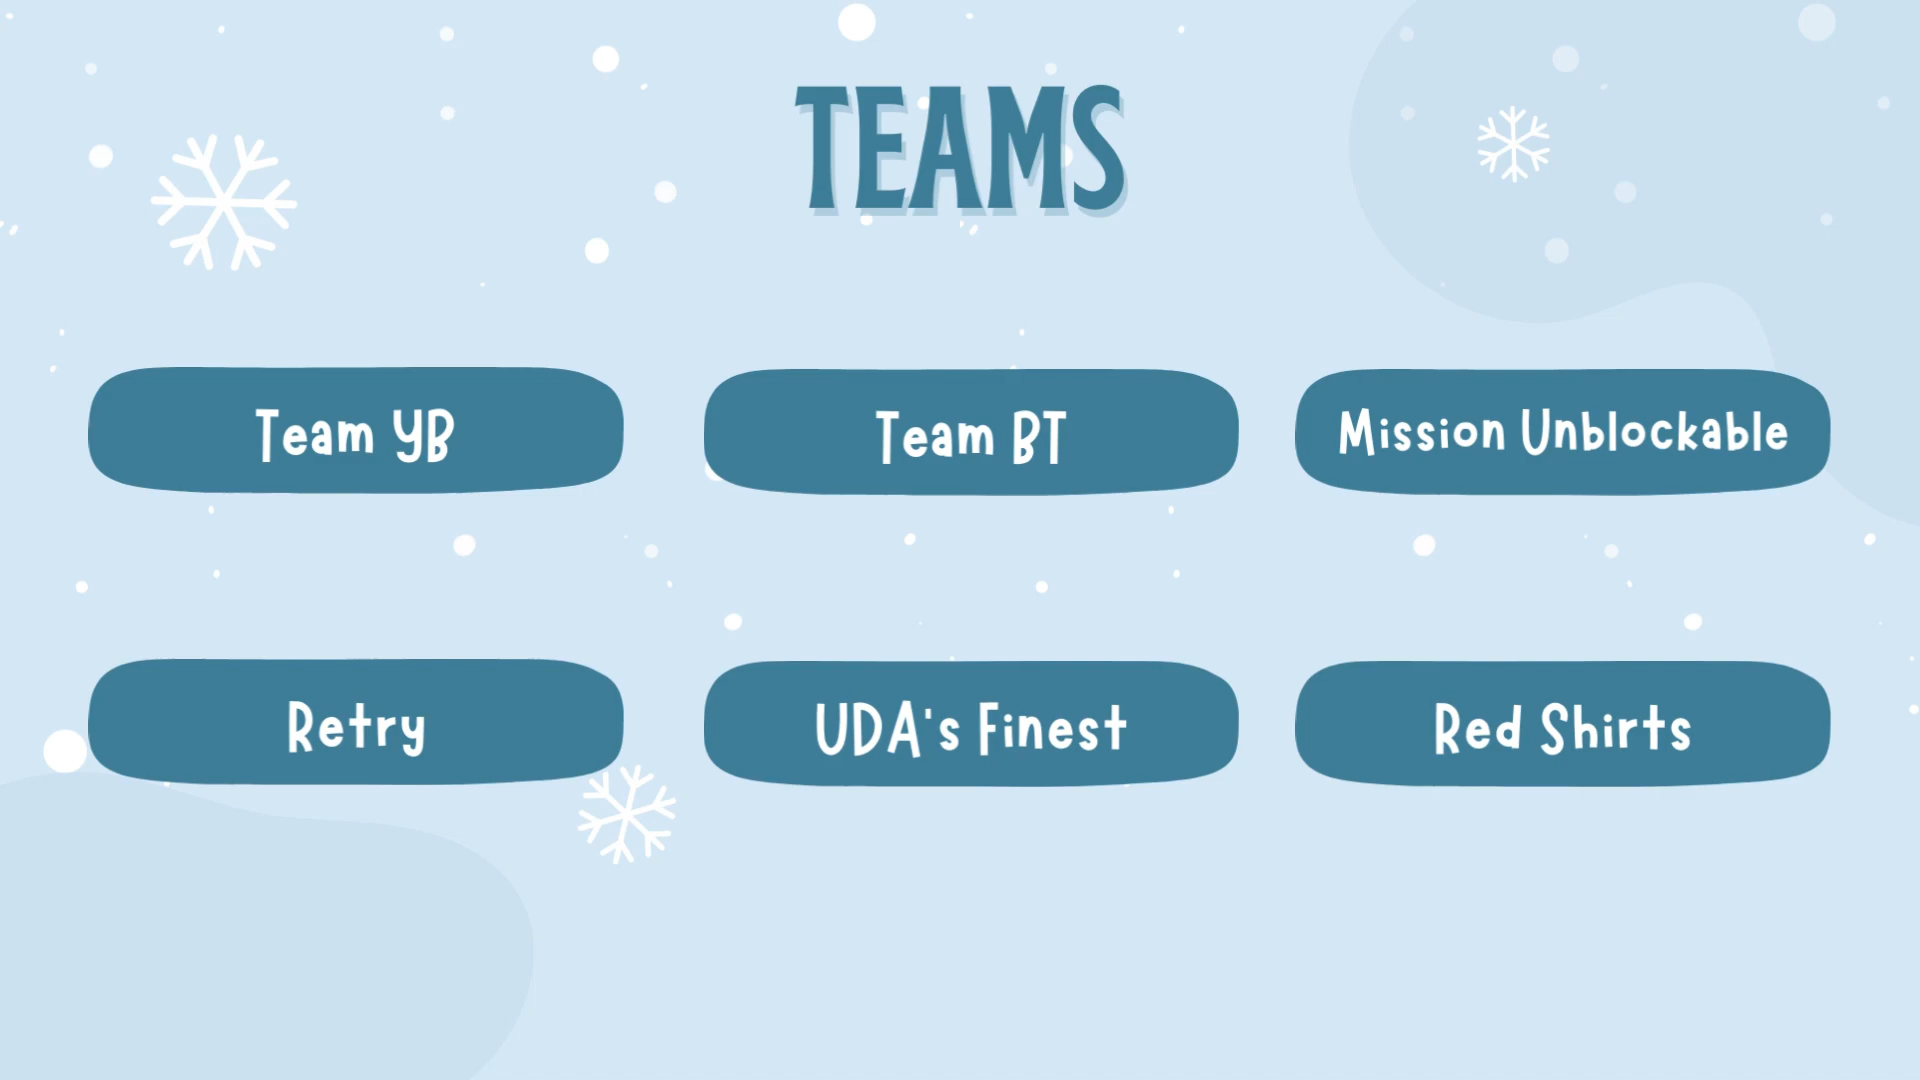 TEAMS
Team YB
Team BT
Mission Unblockable
Retry
UDA's Finest
Red Shirts